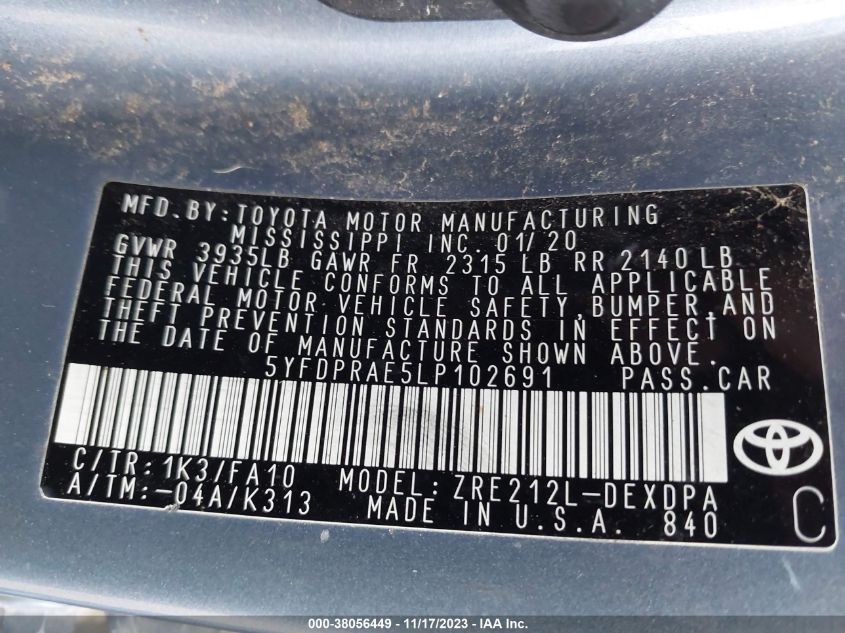 MFD.BY:TOYOTA MOTOR MANUFACTURING
MISSISSIPPI INC. 01/20
GVWR 3935LB GAWR FR 2315 LB RR 2140 LB
THIS VEHICLE CONFORMS TO ALL APPLICABLE
FEDERAL MOTOR VEHICLE SAFETY, BUMPER, AND
THEFT PREVENTION STANDARDS IN EFFECT ON
THE DATE OF MANUFACTURE SHOWN ABOVE.
5YFDPRAE5LP102691 PASS.CAR
C/TR:1K3/FA10 MODEL:ZRE212L-DEXDPA
A/TM:-04A/K313 MADE IN U.S.A. 840
C
000-38056449 - 11/17/2023 - IAA, Inc.